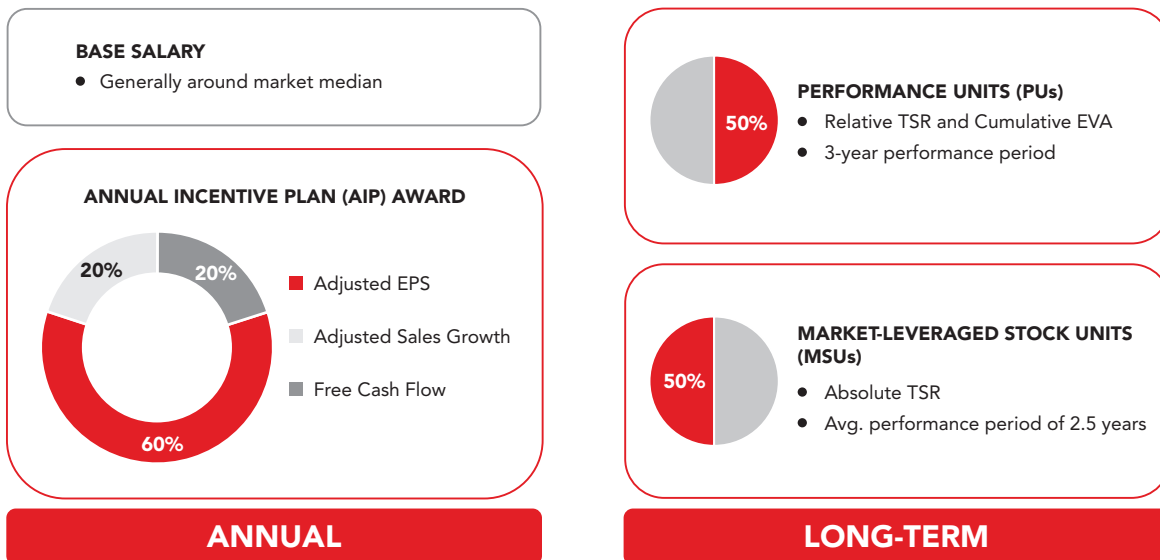 BASE SALARY
● Generally around market median
ANNUAL INCENTIVE PLAN (AIP) AWARD
20%
20%
60%
Adjusted EPS
Adjusted Sales Growth
Free Cash Flow
ANNUAL
50%
PERFORMANCE UNITS (PUs)
● Relative TSR and Cumulative EVA
● 3-year performance period
50%
MARKET-LEVERAGED STOCK UNITS
(MSUs)
● Absolute TSR
● Avg. performance period of 2.5 years
LONG-TERM